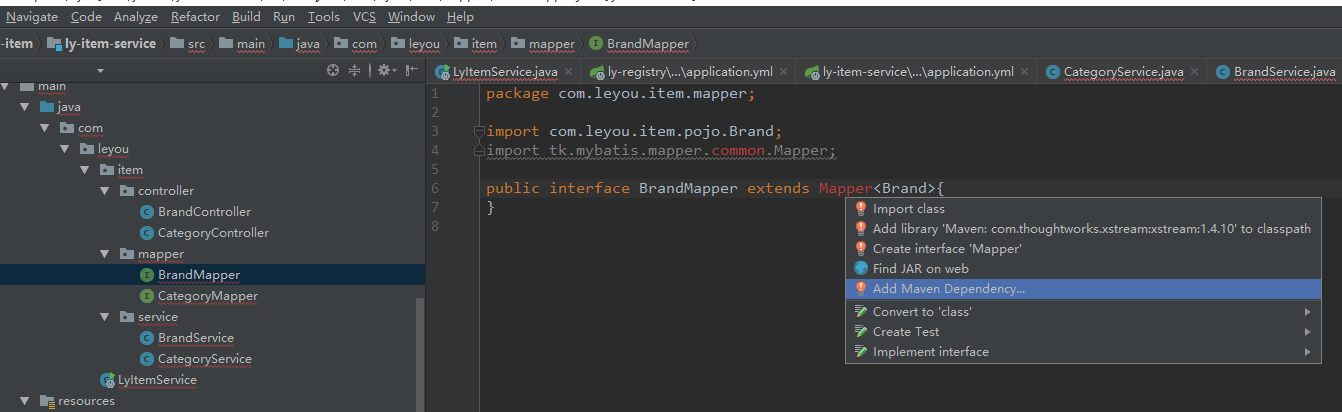 Navigate Code Analyze Refactor Build Run Tools VCS Window Help
-item ly-item-service src main java com leyou item mapper BrandMapper
LyItemService.java ly-registry\...\application.yml ly-item-service\...\application.yml CategoryService.java BrandService.java
main
java
com
leyou
item
controller
BrandController
CategoryController
mapper
BrandMapper
CategoryMapper
service
BrandService
CategoryService
LyItemService
resources
1 package com.leyou.item.mapper;
2
3 import com.leyou.item.pojo.Brand;
4 import tk.mybatis.mapper.common.Mapper;
5
6 public interface BrandMapper extends Mapper<Brand>{
7 }
8
Import class
Add library 'Maven: com.thoughtworks.xstream:xstream:1.4.10' to classpath
Create interface 'Mapper'
Find JAR on web
Add Maven Dependency...
Convert to 'class'
Create Test
Implement interface